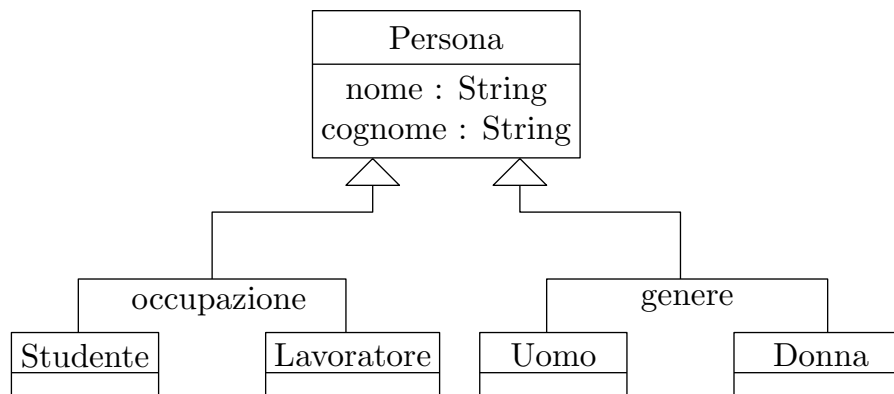 Persona
nome : String
cognome : String
occupazione
genere
Studente
Lavoratore
Uomo
Donna